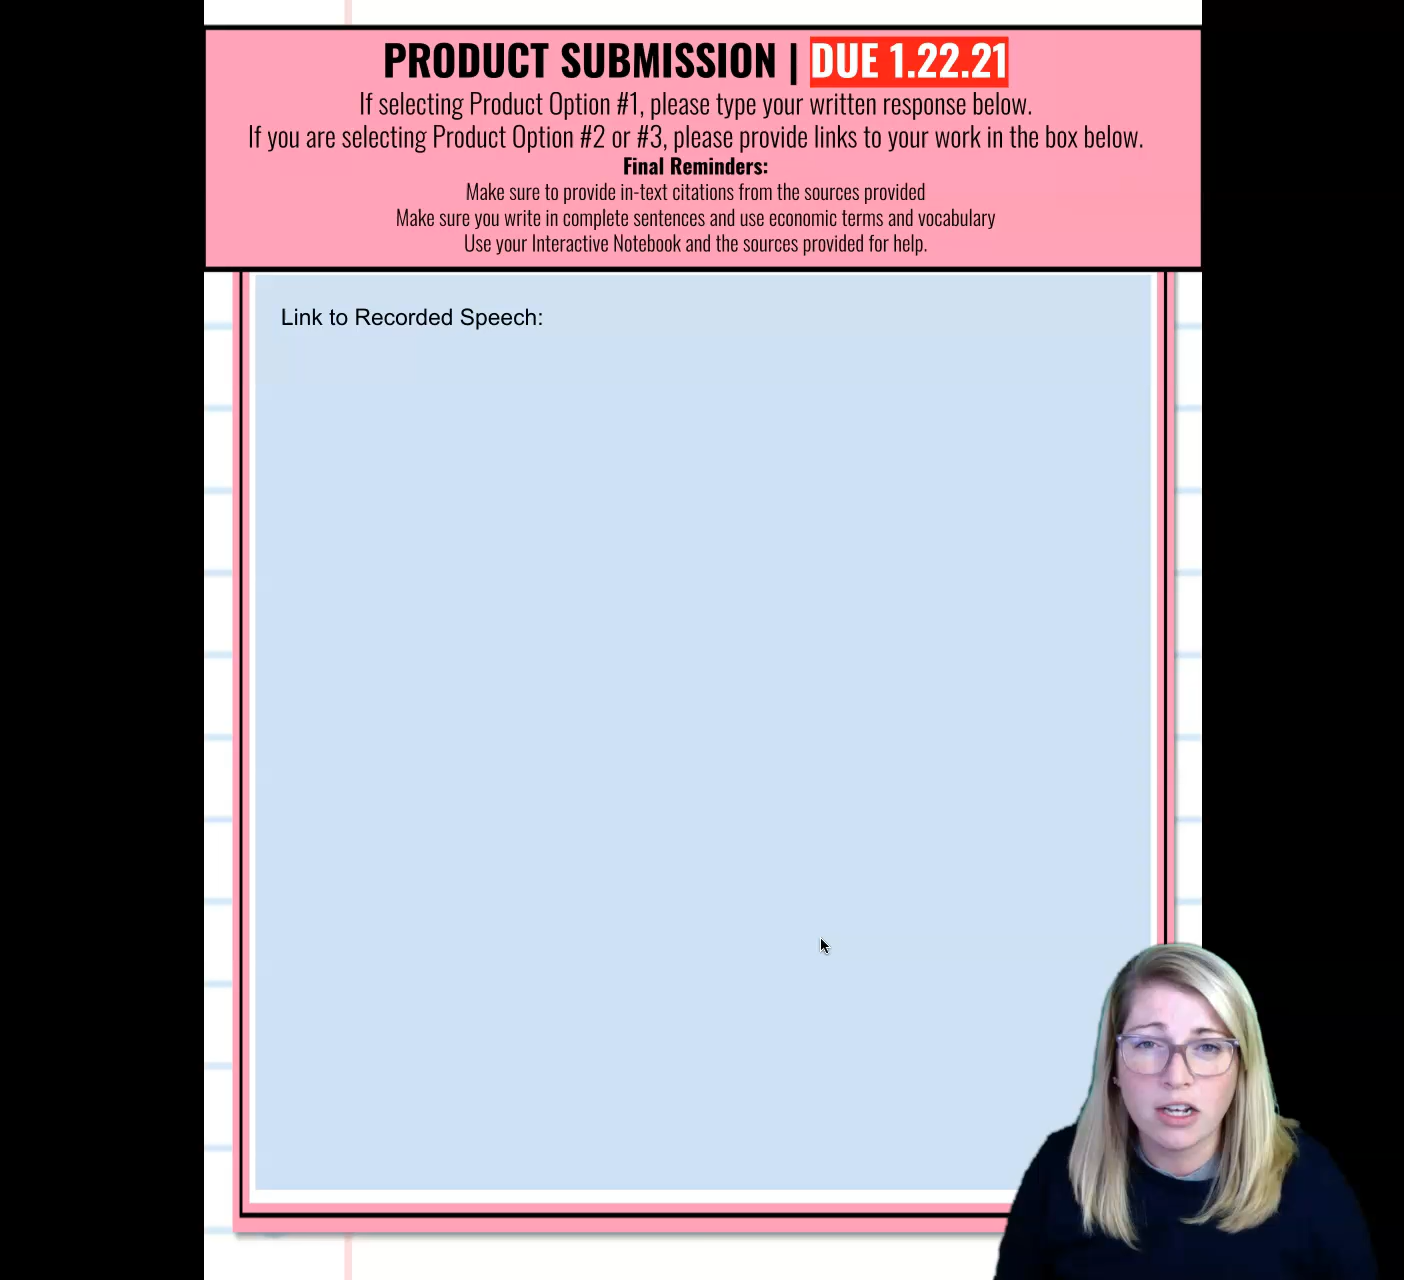 PRODUCT SUBMISSION | DUE 1.22.21
If selecting Product Option #1, please type your written response below.
If you are selecting Product Option #2 or #3, please provide links to your work in the box below.
Final Reminders:
Make sure to provide in-text citations from the sources provided
Make sure you write in complete sentences and use economic terms and vocabulary
Use your Interactive Notebook and the sources provided for help.
Link to Recorded Speech: